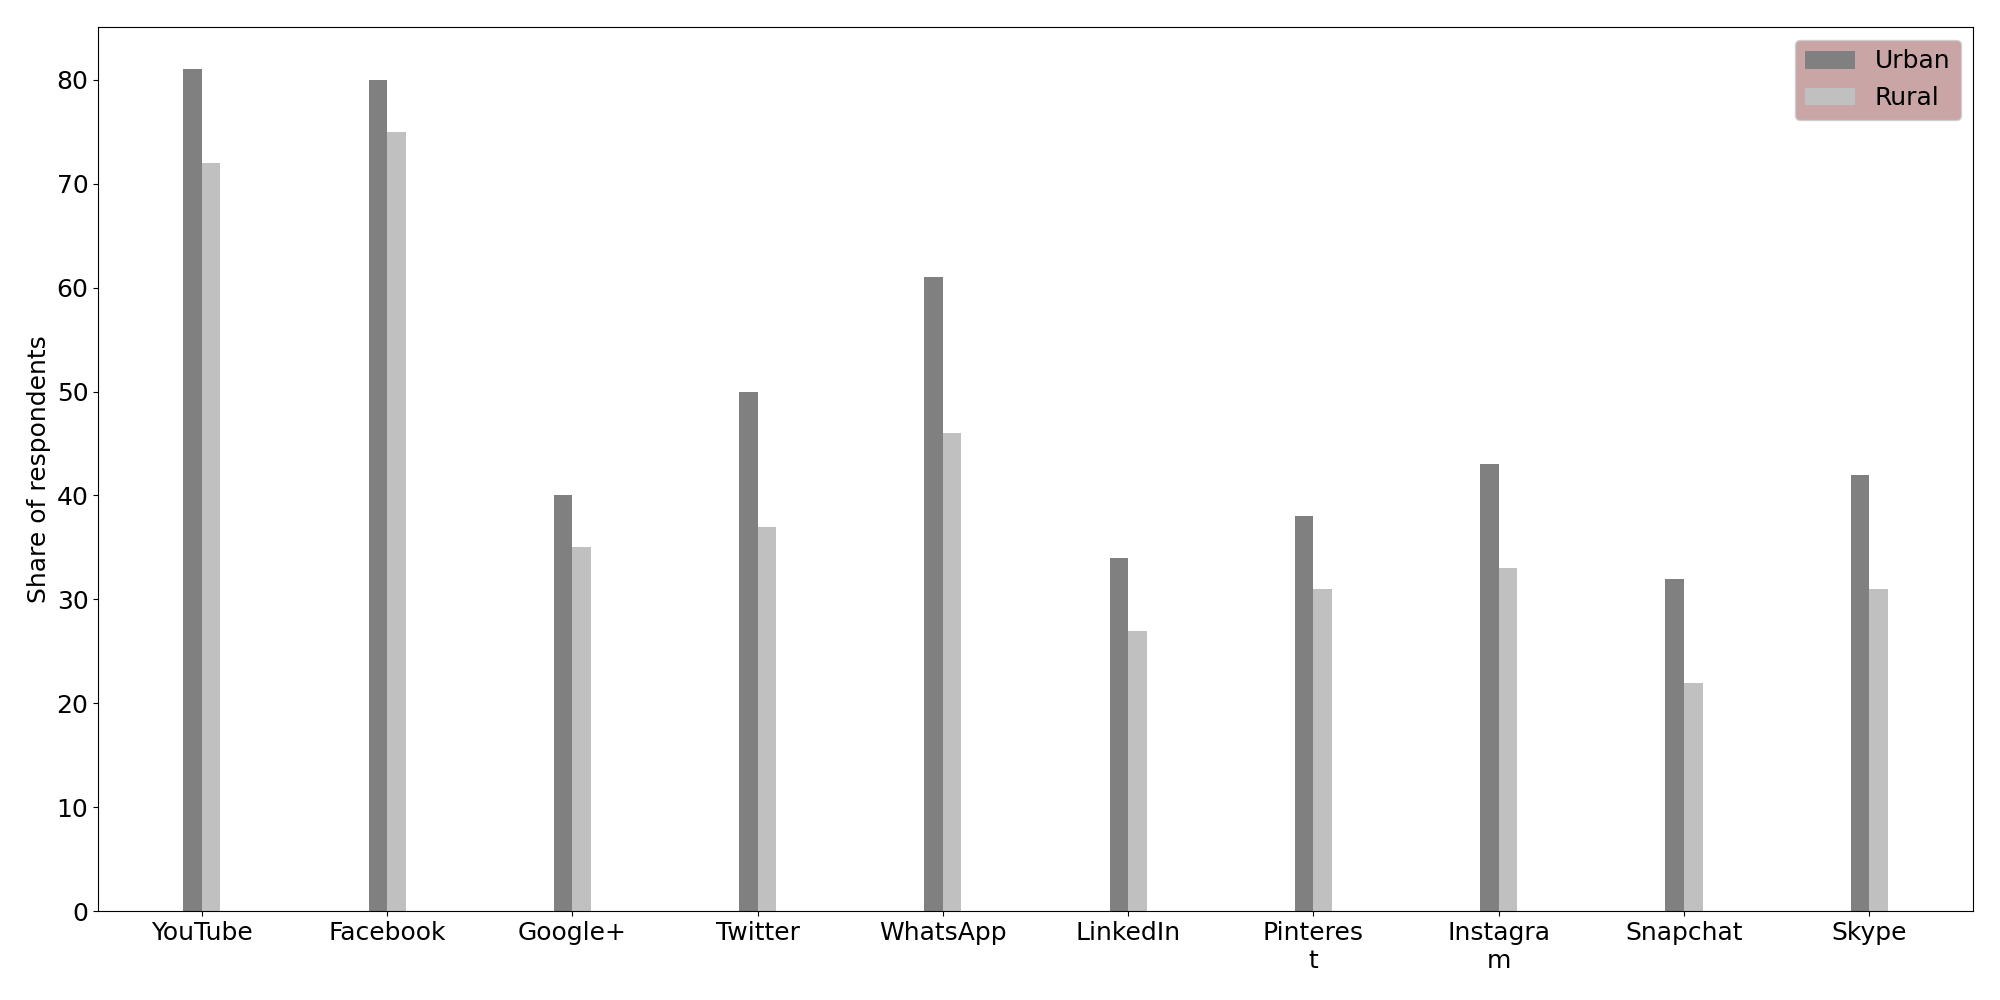 Urban
Rural
Share of respondents
80
70
60
50
40
30
20
10
0
YouTube
Facebook
Google+
Twitter
WhatsApp
LinkedIn
Pinteres
t
Instagra
m
Snapchat
Skype